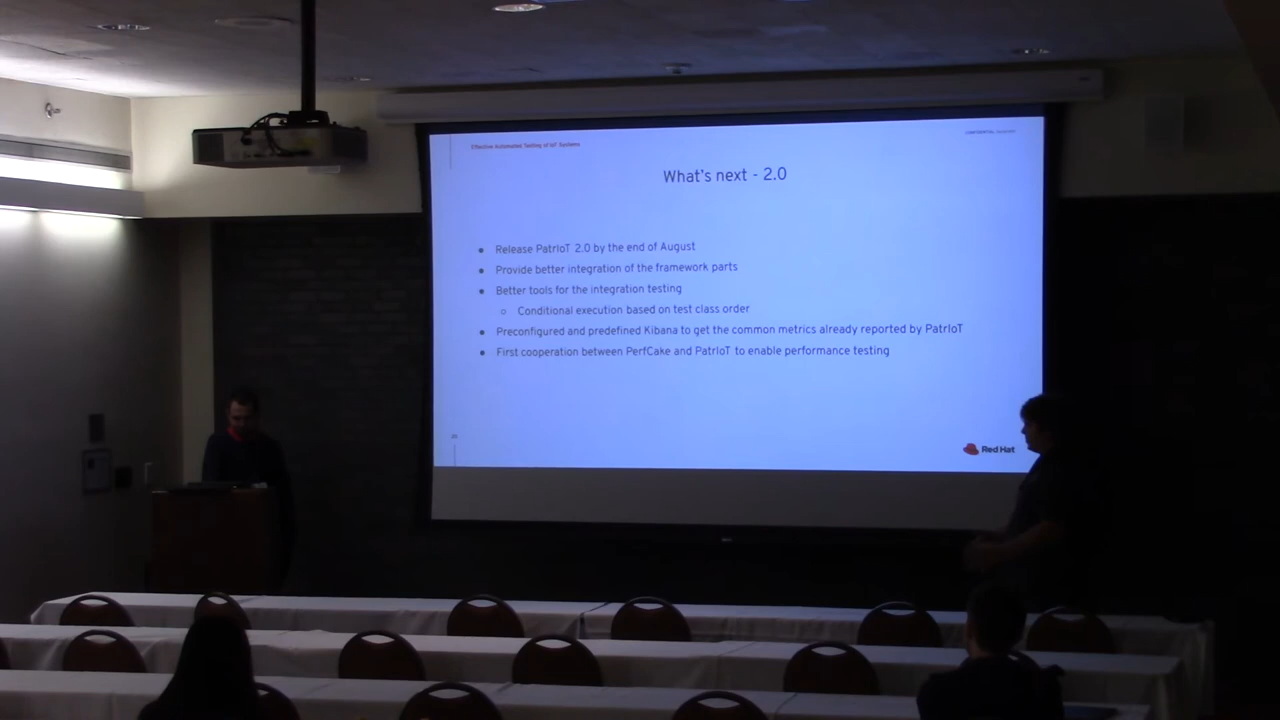 Effective Automated Testing of IoT Systems
What's next - 2.0
● Release PatrIoT 2.0 by the end of August
● Provide better integration of the framework parts
● Better tools for the integration testing
○ Conditional execution based on test class order
● Preconfigured and predefined Kibana to get the common metrics already reported by PatrIoT
● First cooperation between PerfCake and PatrIoT to enable performance testing
Red Hat